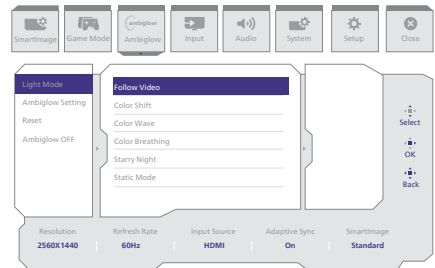 SmartImage
Game Mode
ambiglow
Ambiglow
Input
Audio
System
Setup
Close
Light Mode
Ambiglow Setting
Reset
Ambiglow OFF
Follow Video
Color Shift
Color Wave
Color Breathing
Starry Night
Static Mode
Select
OK
Back
Resolution
Refresh Rate
Input Source
Adaptive Sync
SmartImage
2560X1440
60Hz
HDMI
On
Standard